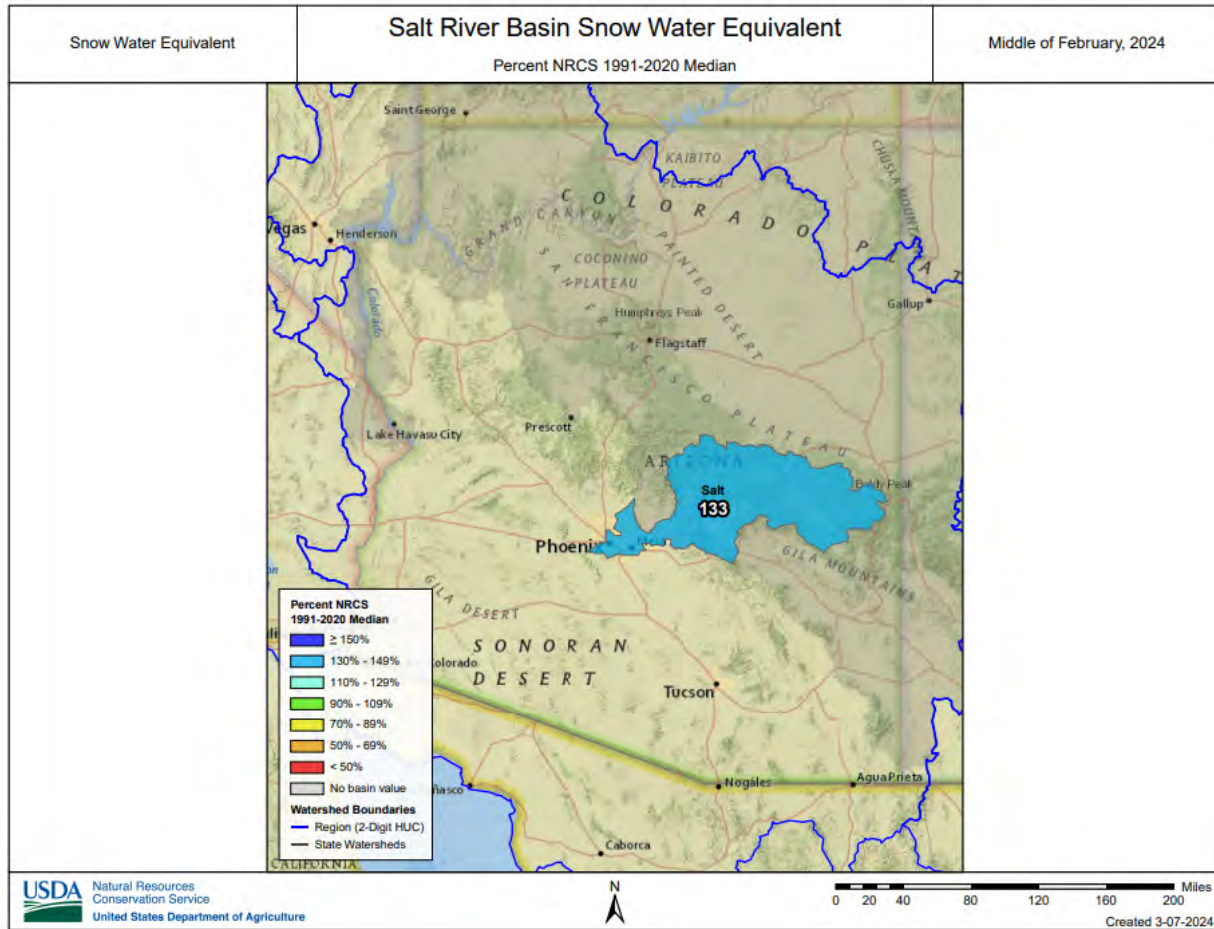 Snow Water Equivalent
Salt River Basin Snow Water Equivalent
Percent NRCS 1991-2020 Median
Middle of February, 2024
Saint George
KAIBITO
PLATEAU
CHUSKA MOUNTA
COLORADO PLAT
GRAND CANYON
PAINTED DESERT
Vegas
Henderson
COCONINO
PLATEAU
SAN FRANCISCO PLATEAU
Gallup
Colorado
Humphreys Peak
Flagstaff
Prescott
Lake Havasu City
ARIZONA
Baldy Peak
Salt
133
Phoenix
GILA MOUNTAINS
GILA DESERT
SONORAN
DESERT
Colorado
Tucson
Nogáles
Agua Prieta
ñasco
Caborca
CALIFORNIA
Percent NRCS
1991-2020 Median
≥ 150%
130% - 149%
110% - 129%
90% - 109%
70% - 89%
50% - 69%
< 50%
No basin value
Watershed Boundaries
Region (2-Digit HUC)
State Watersheds
USDA
Natural Resources
Conservation Service
United States Department of Agriculture
N
Miles
0 20 40 80 120 160 200
Created 3-07-2024